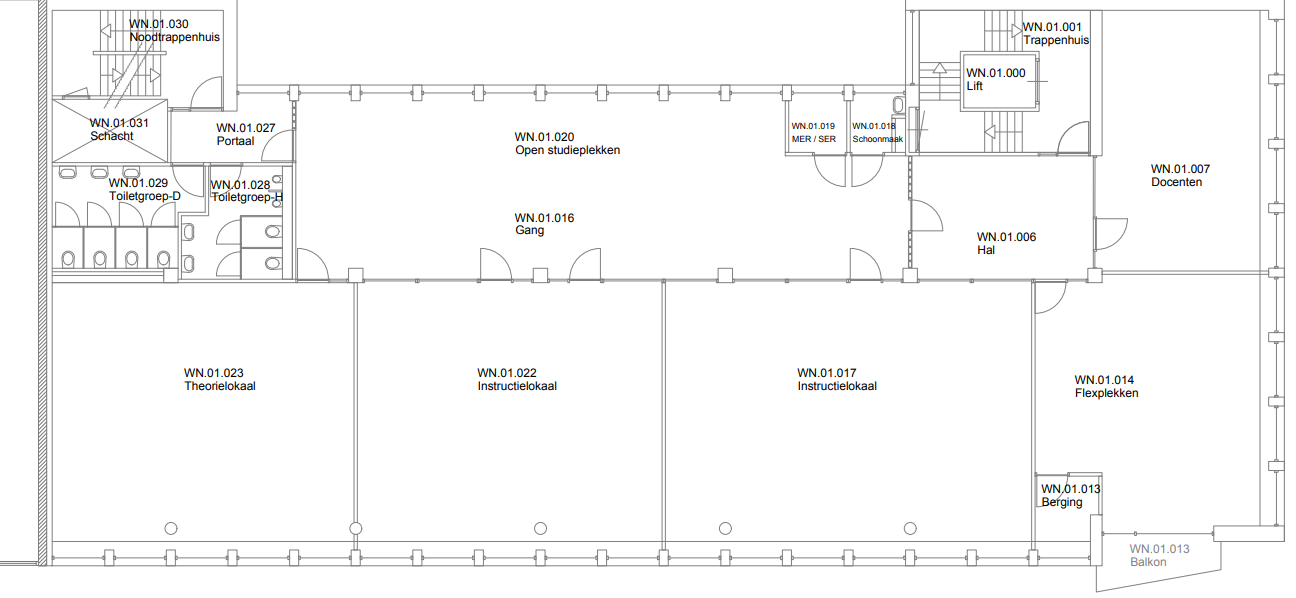 WN.01.030
Noodtrappenhuis
WN.01.001
Trappenhuis
WN.01.000
Lift
WN.01.031
Schacht
WN.01.027
Portaal
WN.01.020
Open studieplekken
WN.01.019
MER / SER
WN.01.018
Schoonmaak
WN.01.007
Docenten
WN.01.029
Toiletgroep-D
WN.01.028
Toiletgroep-H
WN.01.016
Gang
WN.01.006
Hal
WN.01.023
Theorielokaal
WN.01.022
Instructielokaal
WN.01.017
Instructielokaal
WN.01.014
Flexplekken
WN.01.013
Berging
WN.01.013
Balkon